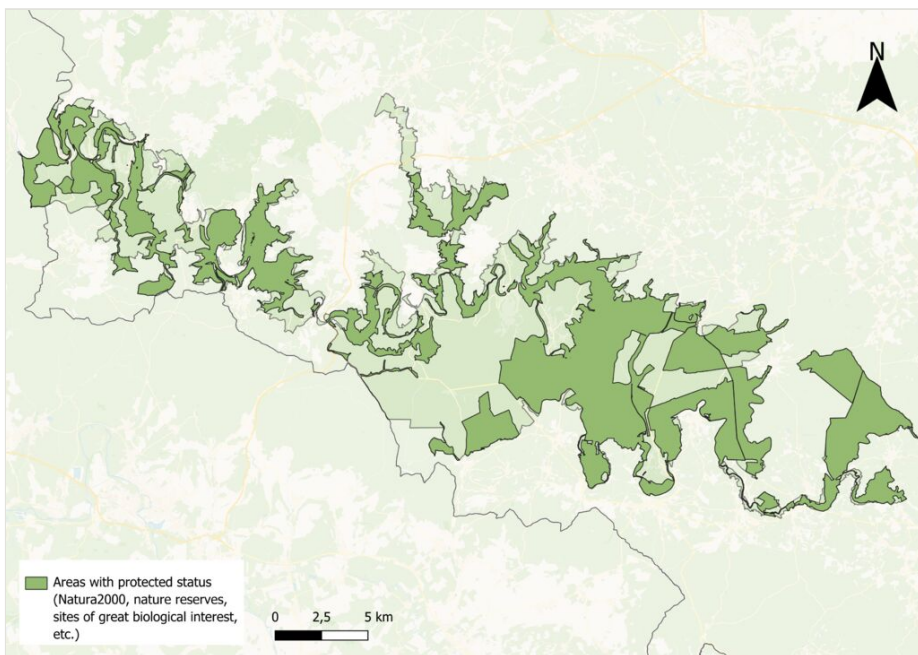 N
Areas with protected status
(Natura2000, nature reserves,
sites of great biological interest,
etc.)
0 2,5 5 km